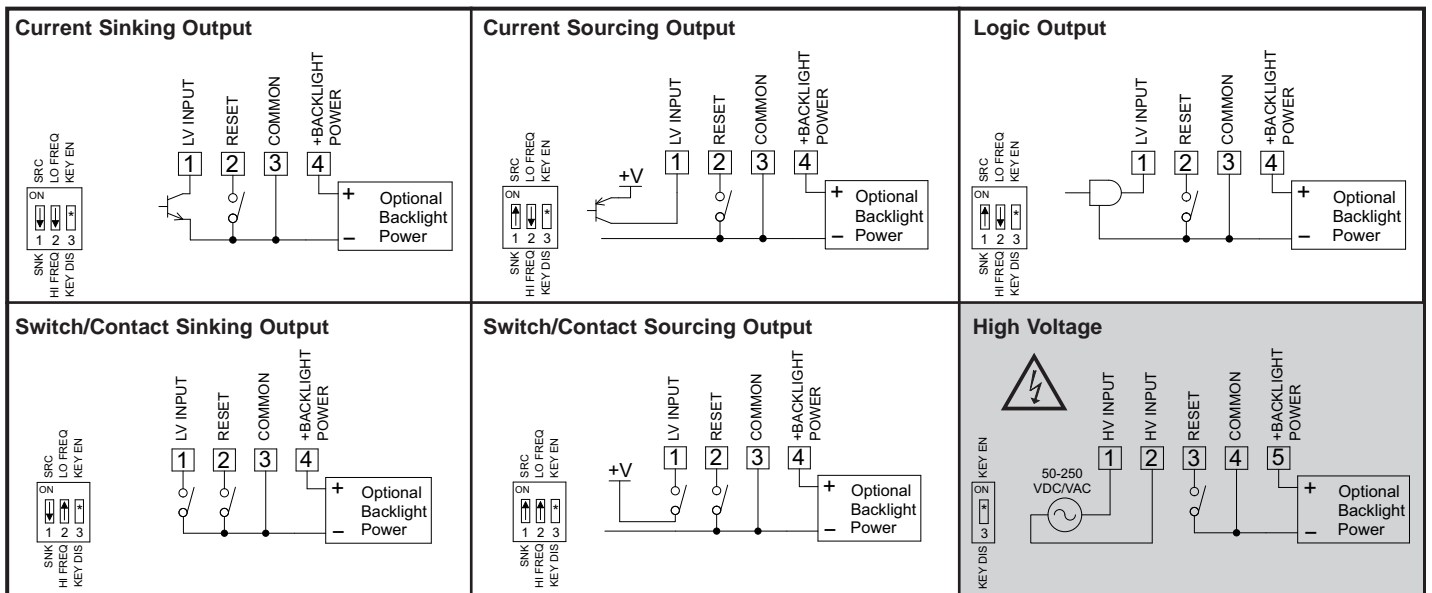 Current Sinking Output
LV INPUT
RESET
COMMON
+BACKLIGHT
POWER
1 2 3 4
SRC
LO FREQ
KEY EN
ON
*
1 2 3
SNK
HI FREQ
KEY DIS
+
Optional
Backlight
– Power
Current Sourcing Output
LV INPUT
RESET
COMMON
+BACKLIGHT
POWER
1 2 3 4
+V
SRC
LO FREQ
KEY EN
ON
*
1 2 3
SNK
HI FREQ
KEY DIS
+
Optional
Backlight
– Power
Logic Output
LV INPUT
RESET
COMMON
+BACKLIGHT
POWER
1 2 3 4
SRC
LO FREQ
KEY EN
ON
*
1 2 3
SNK
HI FREQ
KEY DIS
+
Optional
Backlight
– Power
Switch/Contact Sinking Output
LV INPUT
RESET
COMMON
+BACKLIGHT
POWER
1 2 3 4
SRC
LO FREQ
KEY EN
ON
*
1 2 3
SNK
HI FREQ
KEY DIS
+
Optional
Backlight
– Power
Switch/Contact Sourcing Output
LV INPUT
RESET
COMMON
+BACKLIGHT
POWER
1 2 3 4
+V
SRC
LO FREQ
KEY EN
ON
*
1 2 3
SNK
HI FREQ
KEY DIS
+
Optional
Backlight
– Power
High Voltage
HV INPUT
HV INPUT
RESET
COMMON
+BACKLIGHT
POWER
1 2 3 4 5
50-250
VDC/VAC
KEY EN
ON
*
3
KEY DIS
+
Optional
Backlight
– Power